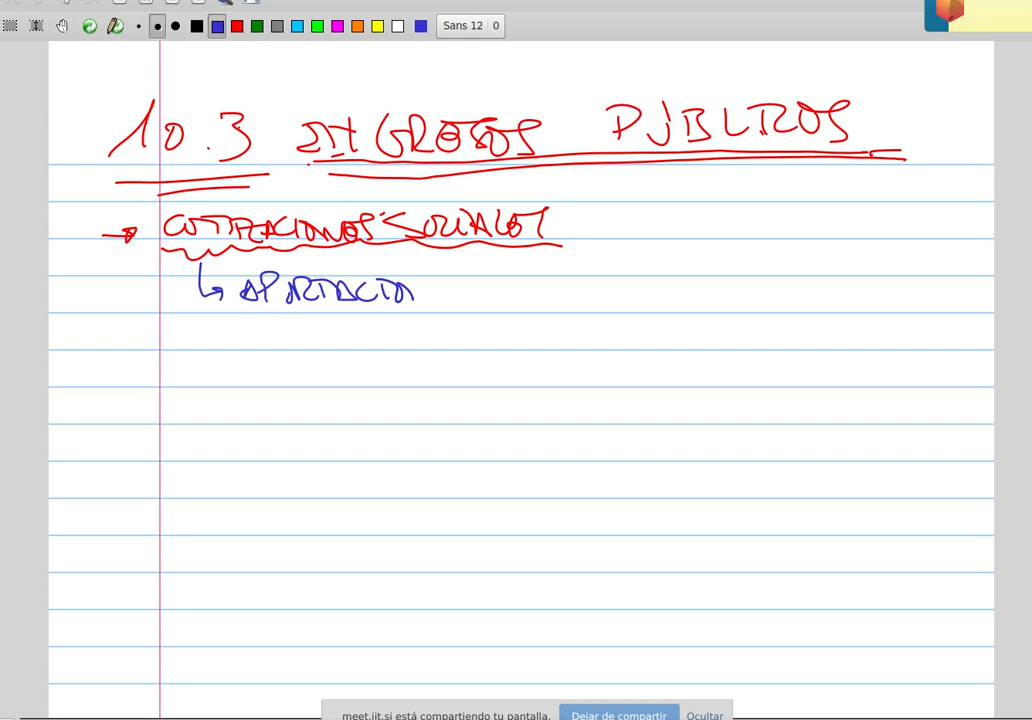 Sans 12 0
10.3 INGRESOS PÚBLICOS
→ COTIZACIONES SOCIALES
↳ APORTACIÓN
meet.jit.si está compartiendo tu pantalla. Dejar de compartir Ocultar